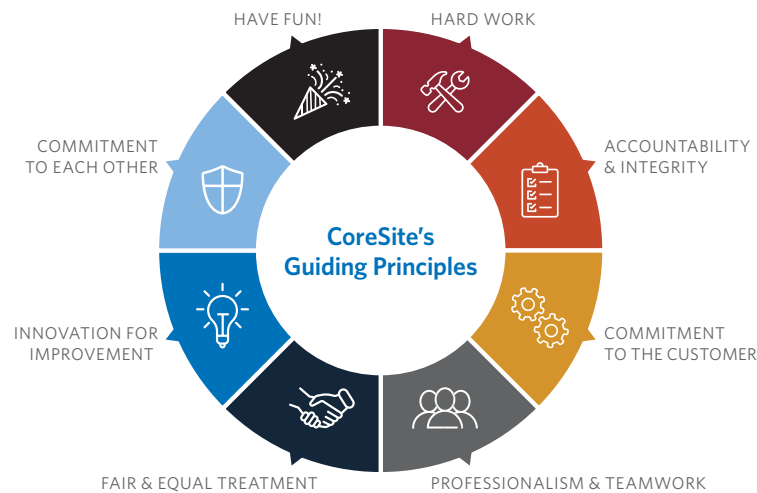 HAVE FUN!
HARD WORK
ACCOUNTABILITY
& INTEGRITY
COMMITMENT
TO THE CUSTOMER
PROFESSIONALISM & TEAMWORK
FAIR & EQUAL TREATMENT
INNOVATION FOR
IMPROVEMENT
COMMITMENT
TO EACH OTHER
CoreSite's
Guiding Principles